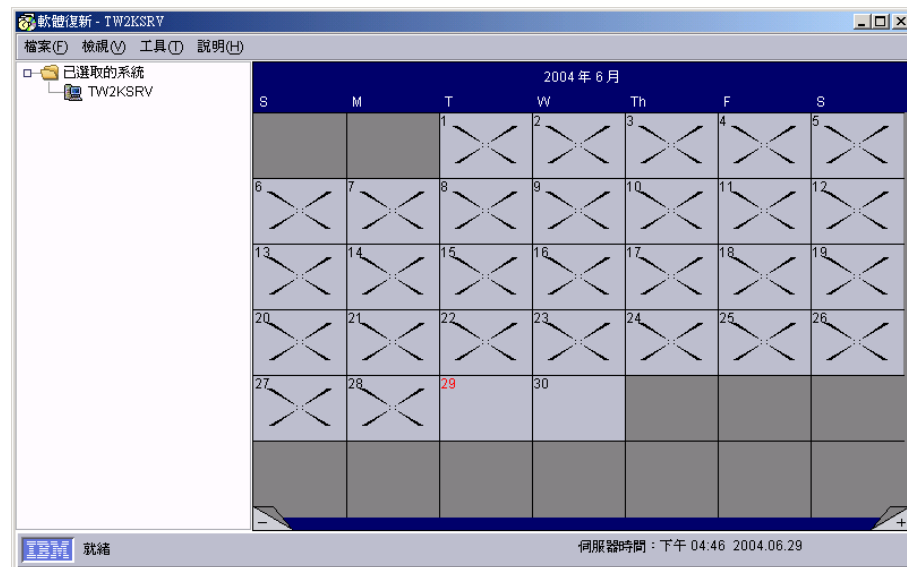 軟體復新 - TW2KSRV
檔案(F) 檢視(V) 工具(T) 說明(H)
已選取的系統
TW2KSRV
2004 年 6 月
S M T W Th F S
1 2 3 4 5
6 7 8 9 10 11 12
13 14 15 16 17 18 19
20 21 22 23 24 25 26
27 28 29 30
- +
IBM 就緒 伺服器時間：下午 04:46 2004.06.29